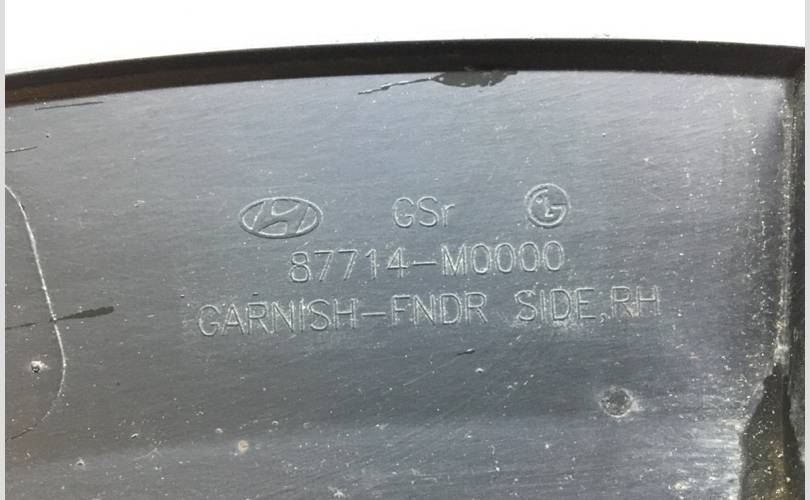 GSr
87714-M0000
GARNISH-FNDR SIDE,RH